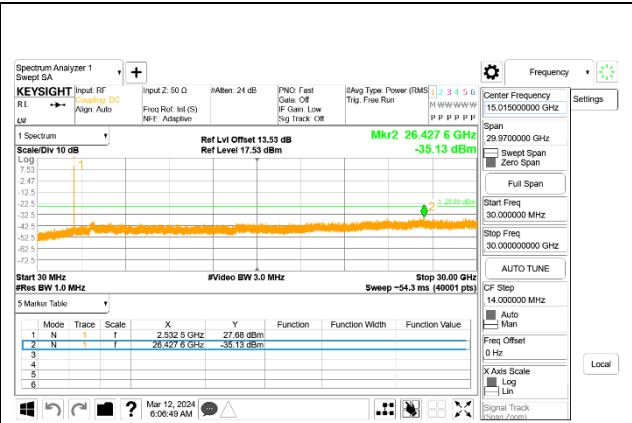 Spectrum Analyzer 1
Swept SA
Frequency
KEYSIGHT
Input: RF
Coupling: DC
Align: Auto
Input Z: 50 Ω
Freq Ref: Int (S)
NFE: Adaptive
#Atten: 24 dB
PNO: Fast
Gate: Off
IF Gain: Low
Sig Track: Off
#Avg Type: Power (RMS
Trig: Free Run
1 2 3 4 5 6
M W W W W W
P P P P P P
RL
Center Frequency
15.015000000 GHz
Settings
Span
29.9700000 GHz
Swept Span
Zero Span
Full Span
Start Freq
30.000000 MHz
Stop Freq
30.000000000 GHz
AUTO TUNE
CF Step
14.000000 MHz
Auto
Man
Freq Offset
0 Hz
X Axis Scale
Log
Lin
Signal Track
(Span Zoom)
Local
1 Spectrum
Scale/Div 10 dB
Ref Lvl Offset 13.53 dB
Ref Level 17.53 dBm
Mkr2 26.427 6 GHz
-35.13 dBm
Log
7.53
-2.47
-12.5
-22.5
-32.5
-42.5
-52.5
-62.5
-72.5
1
2
Start 30 MHz
#Res BW 1.0 MHz
#Video BW 3.0 MHz
Stop 30.00 GHz
Sweep ~54.3 ms (40001 pts)
5 Marker Table
Mode Trace Scale X Y Function Function Width Function Value
1 N 1 f 2.532 5 GHz 27.68 dBm
2 N 1 f 26.427 6 GHz -35.13 dBm
3
4
5
6
Mar 12, 2024
6:06:49 AM